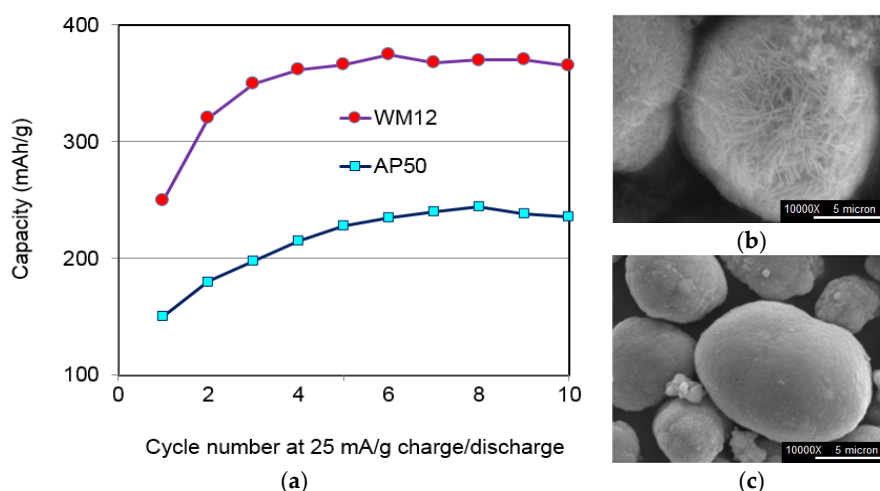 400
300
200
100
0
2
4
6
8
10
Capacity (mAh/g)
WM12
AP50
Cycle number at 25 mA/g charge/discharge
(a)
10000X 5 micron
(b)
10000X 5 micron
(c)